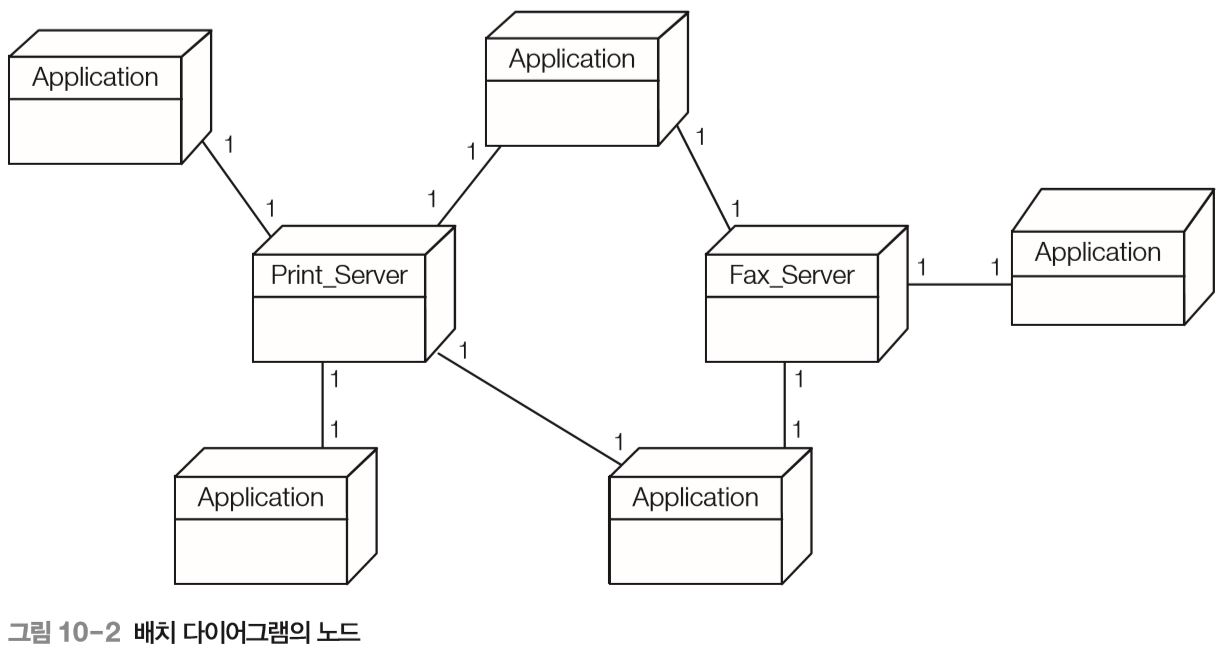 Application
Application
1
1
1
1
1
1
Print_Server
Fax_Server
1
1
Application
1
1
1
1
1
1
Application
Application
그림 10-2 배치 다이어그램의 노드